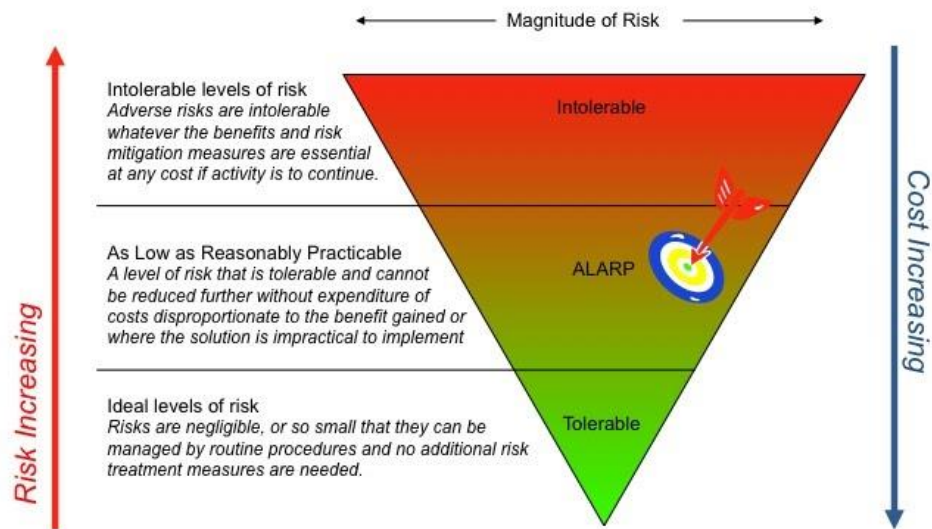 Magnitude of Risk
Intolerable levels of risk
Adverse risks are intolerable
whatever the benefits and risk
mitigation measures are essential
at any cost if activity is to continue.
Intolerable
As Low as Reasonably Practicable
A level of risk that is tolerable and cannot
be reduced further without expenditure of
costs disproportionate to the benefit gained or
where the solution is impractical to implement
ALARP
Ideal levels of risk
Risks are negligible, or so small that they can be
managed by routine procedures and no additional risk
treatment measures are needed.
Tolerable
Risk Increasing
Cost Increasing